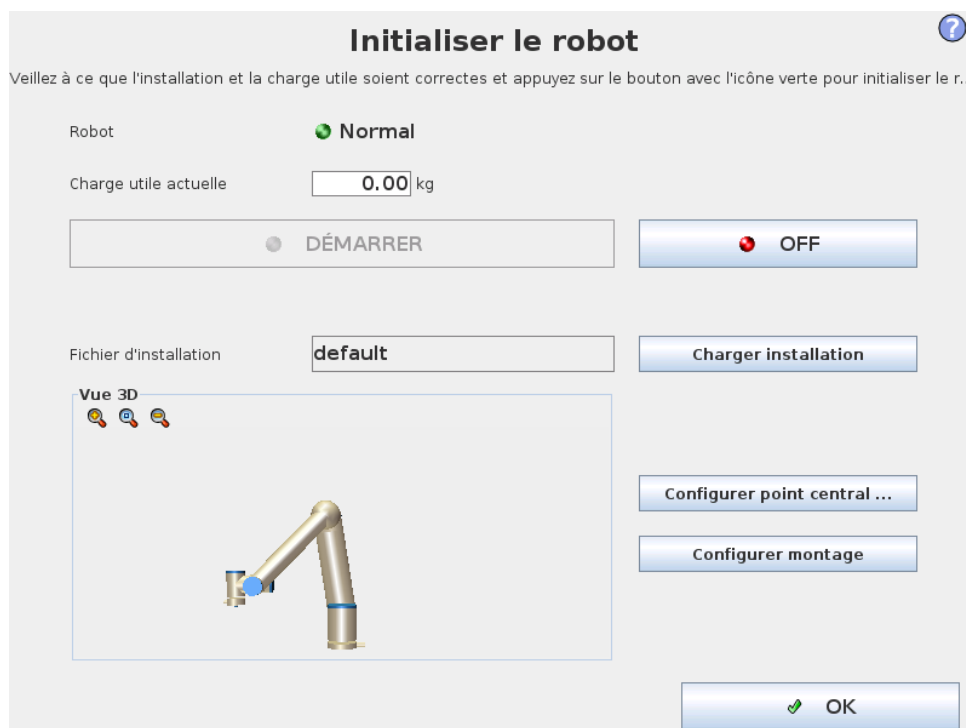 Initialiser le robot
?
Veillez à ce que l'installation et la charge utile soient correctes et appuyez sur le bouton avec l'icône verte pour initialiser le r..
Robot Normal
Charge utile actuelle 0.00 kg
DÉMARRER OFF
Fichier d'installation default Charger installation
Vue 3D
Configurer point central ...
Configurer montage
OK